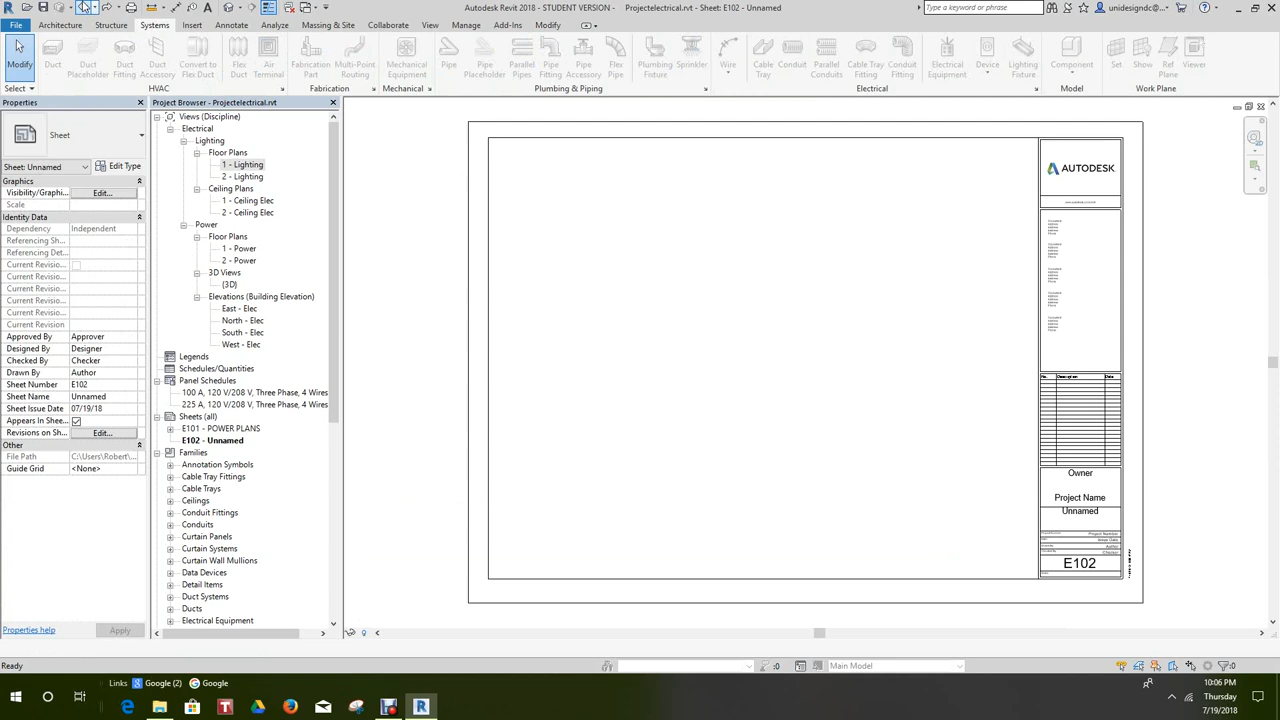 Autodesk Revit 2018 - STUDENT VERSION -    Projectelectrical.rvt - Sheet: E102 - Unnamed
Type a keyword or phrase
unidesigndc@...
File Architecture Structure Systems Insert Annotate Analyze Massing & Site Collaborate View Manage Add-Ins Modify
Modify
Duct
Duct Placeholder
Duct Fitting
Duct Accessory
Convert to Flex Duct
Flex Duct
Air Terminal
Fabrication Part
Multi-Point Routing
Mechanical Equipment
Pipe
Pipe Placeholder
Parallel Pipes
Pipe Fitting
Pipe Accessory
Flex Pipe
Plumbing Fixture
Sprinkler
Wire
Cable Tray
Conduit
Parallel Conduits
Cable Tray Fitting
Conduit Fitting
Electrical Equipment
Device
Lighting Fixture
Component
Set
Show
Ref Plane
Viewer
Select HVAC Fabrication Mechanical Plumbing & Piping Electrical Model Work Plane
Properties
Sheet
Sheet: Unnamed Edit Type
Graphics
Visibility/Graphi... Edit...
Scale
Identity Data
Dependency Independent
Referencing Sh...
Referencing Det...
Current Revisio...
Current Revisio...
Current Revisio...
Current Revisio...
Current Revisio...
Current Revision
Approved By Approver
Designed By Designer
Checked By Checker
Drawn By Author
Sheet Number E102
Sheet Name Unnamed
Sheet Issue Date 07/19/18
Appears In Shee...
Revisions on Sh... Edit...
Other
File Path C:\Users\Robert\...
Guide Grid <None>
Properties help Apply
Project Browser - Projectelectrical.rvt
Views (Discipline)
Electrical
Lighting
Floor Plans
1 - Lighting
2 - Lighting
Ceiling Plans
1 - Ceiling Elec
2 - Ceiling Elec
Power
Floor Plans
1 - Power
2 - Power
3D Views
{3D}
Elevations (Building Elevation)
East - Elec
North - Elec
South - Elec
West - Elec
Legends
Schedules/Quantities
Panel Schedules
100 A, 120 V/208 V, Three Phase, 4 Wires
225 A, 120 V/208 V, Three Phase, 4 Wires
Sheets (all)
E101 - POWER PLANS
E102 - Unnamed
Families
Annotation Symbols
Cable Tray Fittings
Cable Trays
Ceilings
Conduit Fittings
Conduits
Curtain Panels
Curtain Systems
Curtain Wall Mullions
Data Devices
Detail Items
Duct Systems
Ducts
Electrical Equipment
AUTODESK
No. Description Date
Owner
Project Name
Unnamed
Project Number
Issue Date
Author
Checker
E102
Ready
:0
Main Model
:0
Links Google (2) Google
10:06 PM
Thursday
7/19/2018